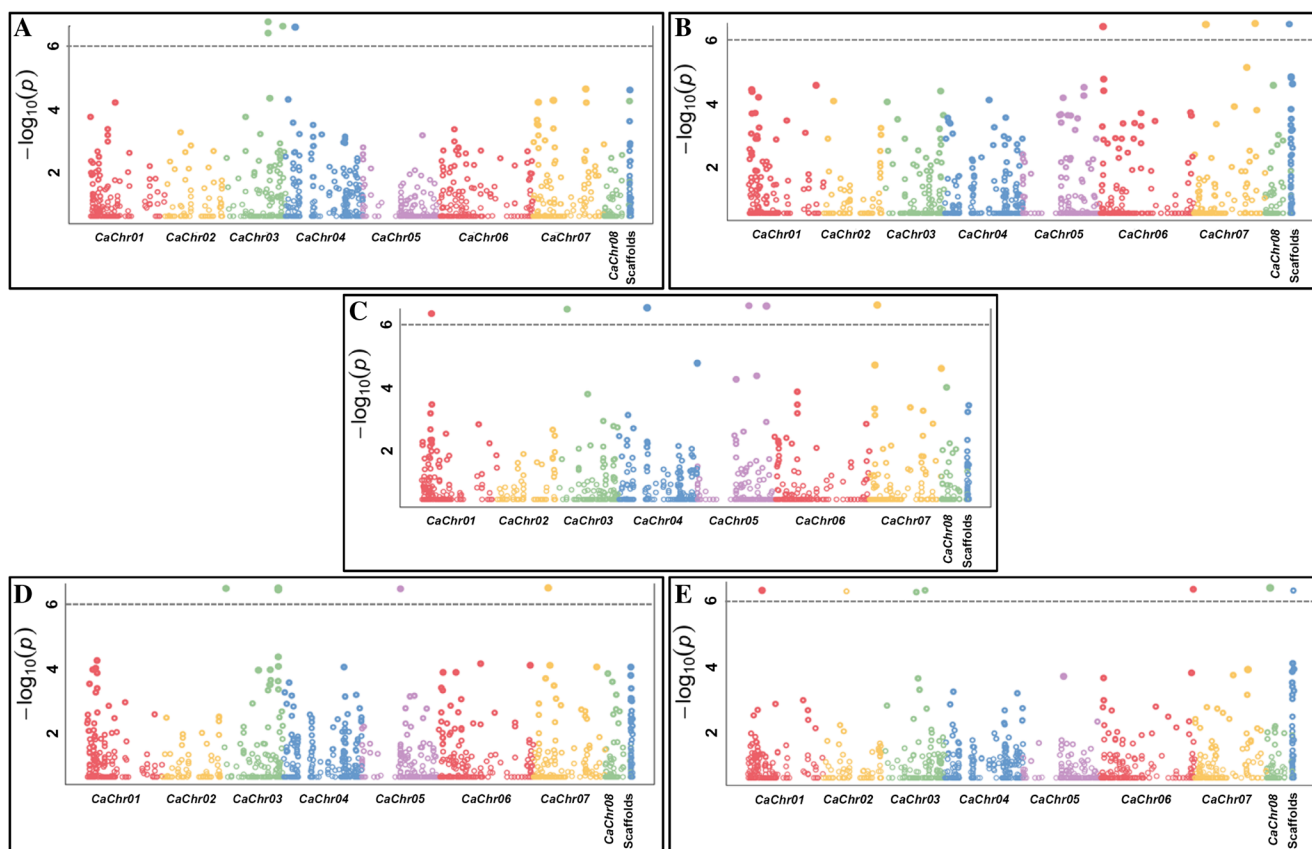 A
6
4
2
−log₁₀(p)
CaChr01 CaChr02 CaChr03 CaChr04 CaChr05 CaChr06 CaChr07 CaChr08 Scaffolds
B
6
4
2
−log₁₀(p)
CaChr01 CaChr02 CaChr03 CaChr04 CaChr05 CaChr06 CaChr07 CaChr08 Scaffolds
C
6
4
2
−log₁₀(p)
CaChr01 CaChr02 CaChr03 CaChr04 CaChr05 CaChr06 CaChr07 CaChr08 Scaffolds
D
6
4
2
−log₁₀(p)
CaChr01 CaChr02 CaChr03 CaChr04 CaChr05 CaChr06 CaChr07 CaChr08 Scaffolds
E
6
4
2
−log₁₀(p)
CaChr01 CaChr02 CaChr03 CaChr04 CaChr05 CaChr06 CaChr07 CaChr08 Scaffolds